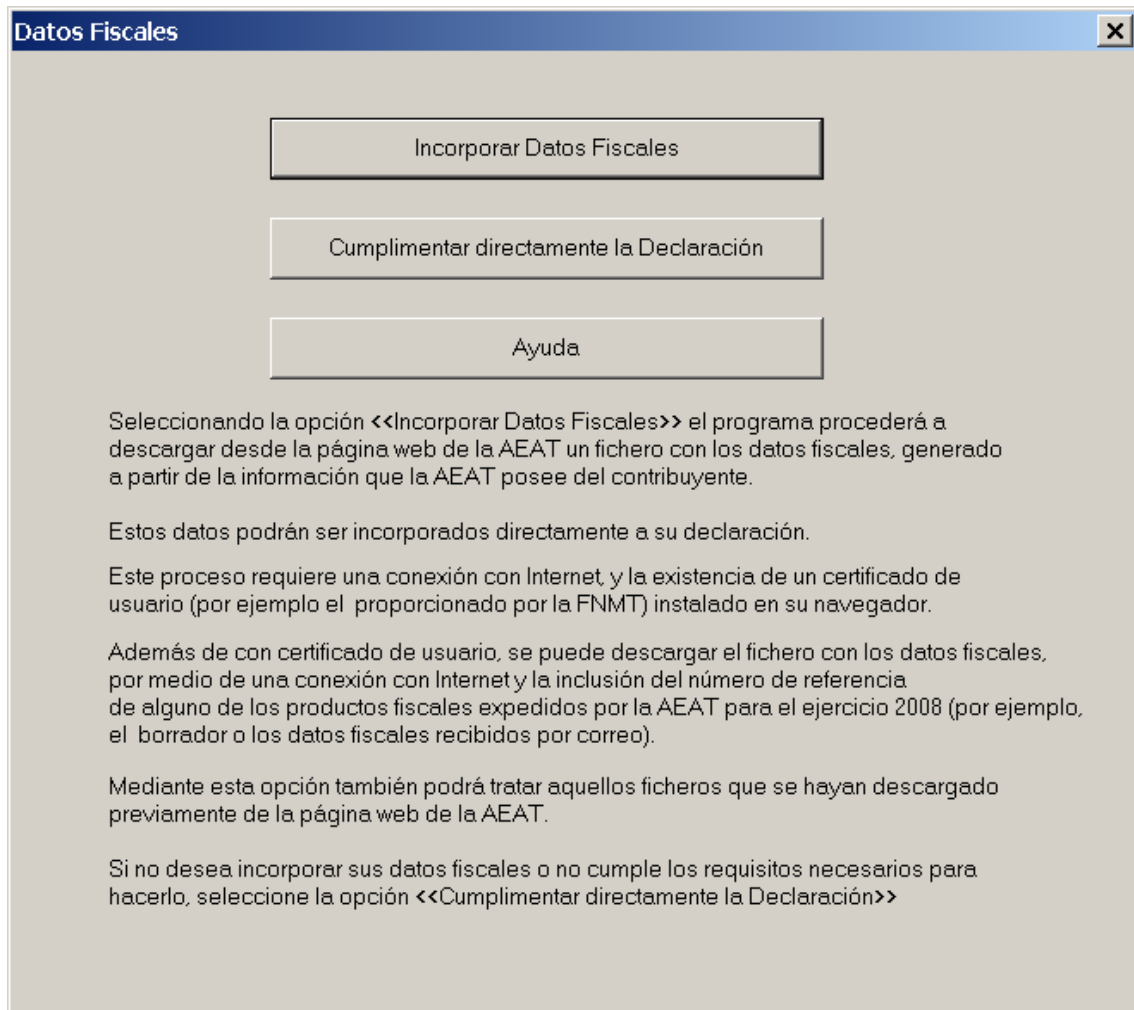 Datos Fiscales
Incorporar Datos Fiscales
Cumplimentar directamente la Declaración
Ayuda
Seleccionando la opción <<Incorporar Datos Fiscales>> el programa procederá a
descargar desde la página web de la AEAT un fichero con los datos fiscales, generado
a partir de la información que la AEAT posee del contribuyente.
Estos datos podrán ser incorporados directamente a su declaración.
Este proceso requiere una conexión con Internet, y la existencia de un certificado de
usuario (por ejemplo el proporcionado por la FNMT) instalado en su navegador.
Además de con certificado de usuario, se puede descargar el fichero con los datos fiscales,
por medio de una conexión con Internet y la inclusión del número de referencia
de alguno de los productos fiscales expedidos por la AEAT para el ejercicio 2008 (por ejemplo,
el borrador o los datos fiscales recibidos por correo).
Mediante esta opción también podrá tratar aquellos ficheros que se hayan descargado
previamente de la página web de la AEAT.
Si no desea incorporar sus datos fiscales o no cumple los requisitos necesarios para
hacerlo, seleccione la opción <<Cumplimentar directamente la Declaración>>